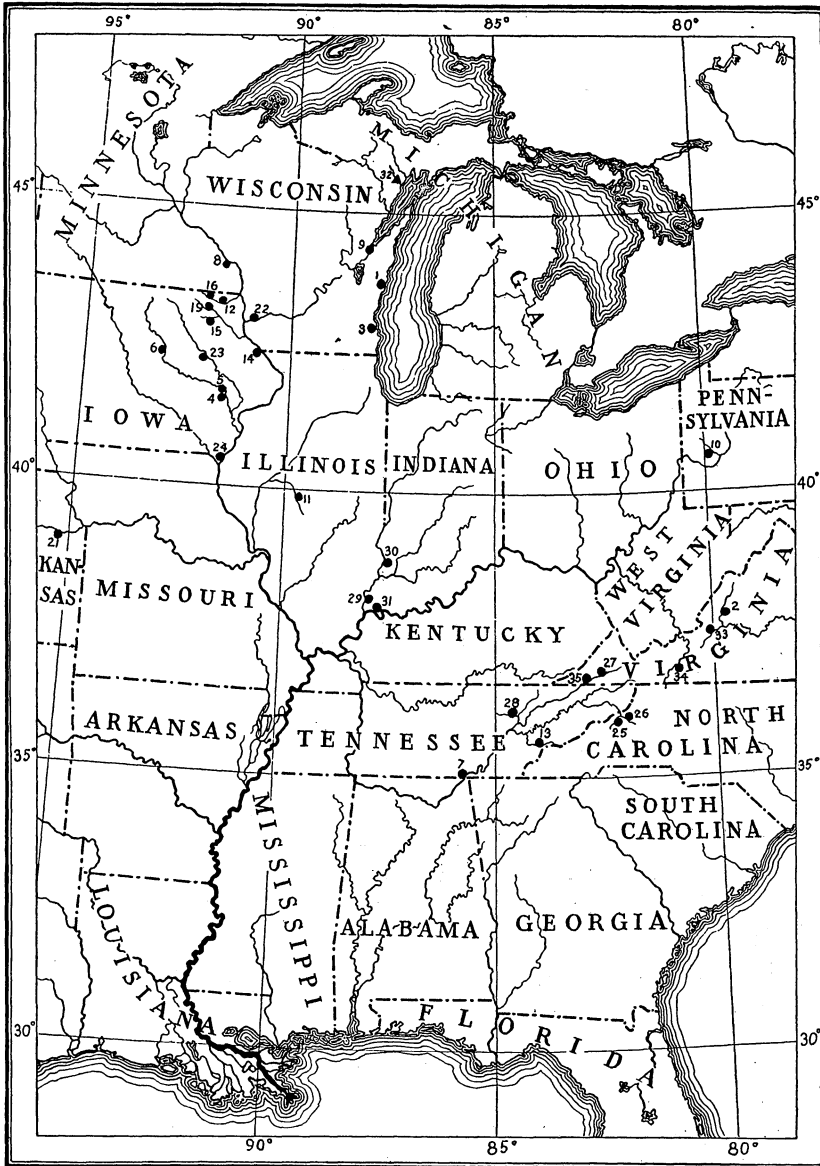 95° 90° 85° 80°
MINNESOTA
MICHIGAN
32
45° WISCONSIN 45°
9
8
1
16
12
19
22
15
3
6
23
14
5
4
PENN-
SYLVANIA
IOWA
10
24
40° ILLINOIS INDIANA OHIO 40°
11
21
WEST
VIRGINIA
KAN-
SAS
MISSOURI
30
2
29 31
33
KENTUCKY
VIRGINIA
27
35
34
28
26
NORTH
CAROLINA
ARKANSAS
TENNESSEE
13
25
35° 35°
7
SOUTH
CAROLINA
MISSISSIPPI
LOUISIANA
ALABAMA
GEORGIA
FLORIDA
30° 30°
90° 85° 80°